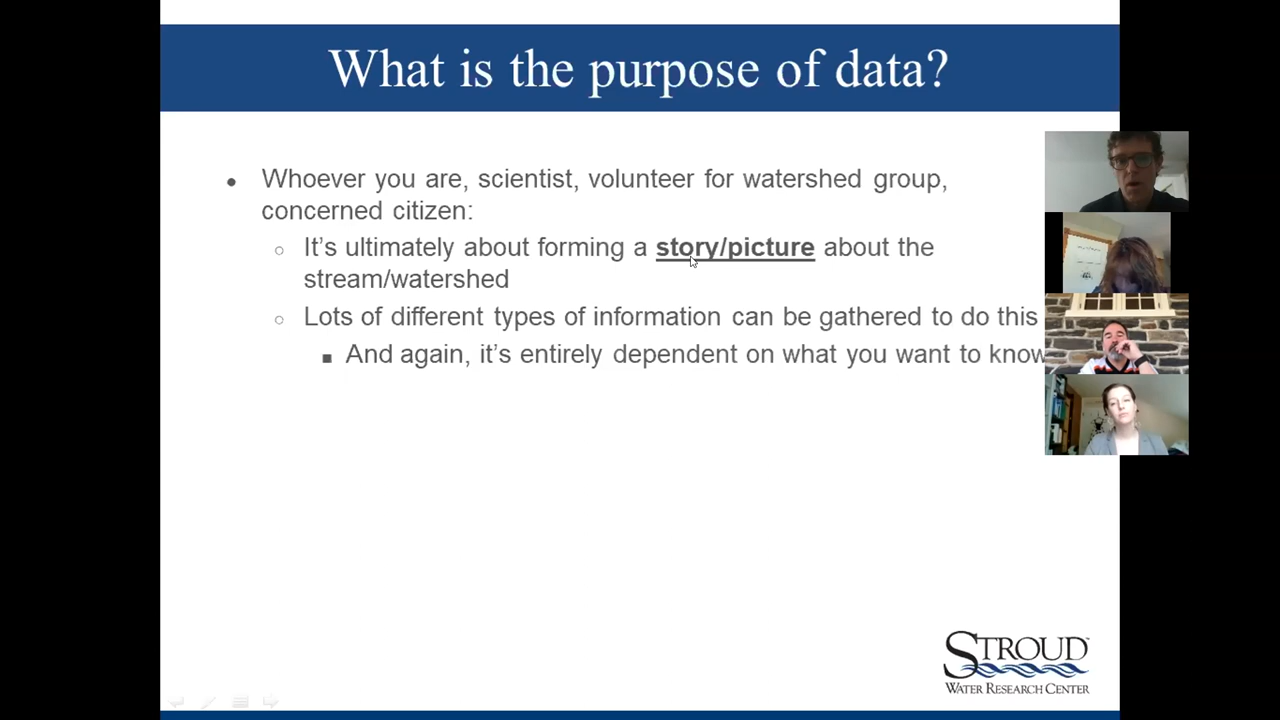 What is the purpose of data?
Whoever you are, scientist, volunteer for watershed group,
concerned citizen:
It’s ultimately about forming a story/picture about the
stream/watershed
Lots of different types of information can be gathered to do this
And again, it’s entirely dependent on what you want to know
STROUD
WATER RESEARCH CENTER